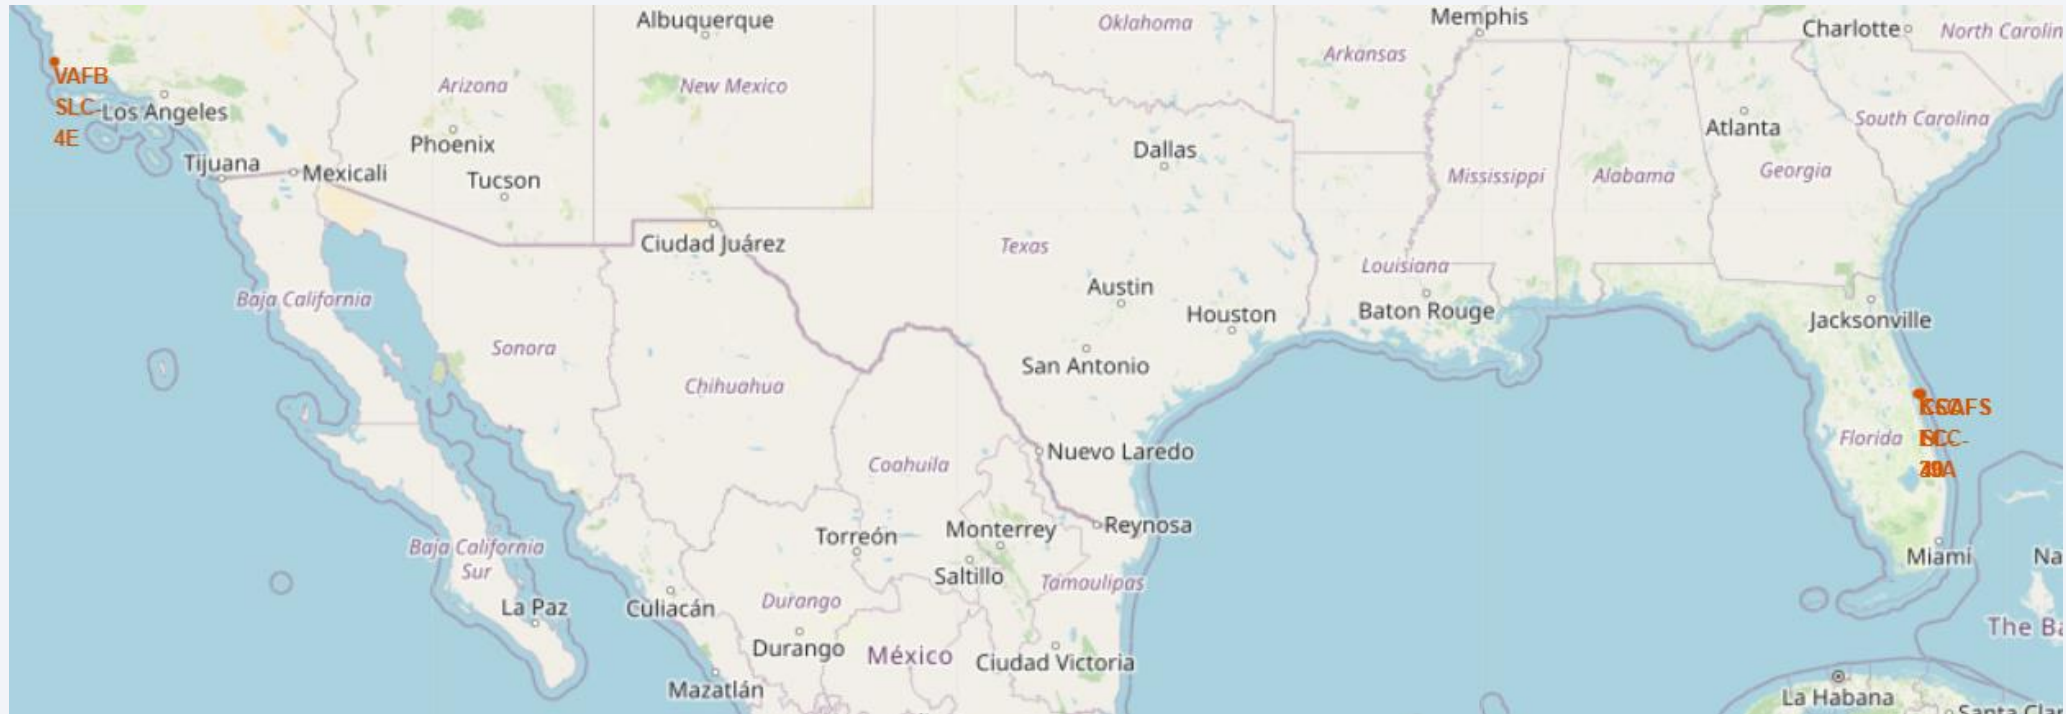 Albuquerque
Oklahoma
Memphis
Charlotte
North Carolin
Arkansas
VAFB
SLC-
4E
Los Angeles
Arizona
New Mexico
Phoenix
Dallas
Atlanta
South Carolina
Tijuana
Mexicali
Tucson
Mississippi
Alabama
Georgia
Ciudad Juárez
Texas
Louisiana
Baja California
Austin
Houston
Baton Rouge
Jacksonville
Sonora
San Antonio
Chihuahua
Florida
Nuevo Laredo
Coahuila
Torreón
Monterrey
Reynosa
Baja California
Sur
Miami
Na
Saltillo
Tamaulipas
La Paz
Culiacán
Durango
The Ba
Durango
México
Ciudad Victoria
Mazatlán
La Habana
Santa Clar